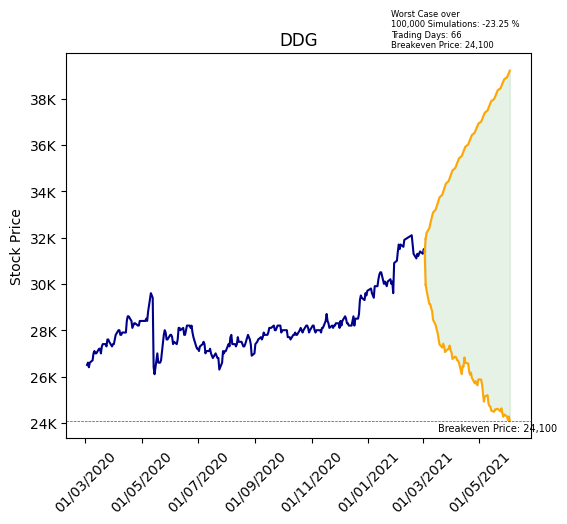 Worst Case over
100,000 Simulations: -23.25 %
Trading Days: 66
Breakeven Price: 24,100
DDG
Stock Price
38K
36K
34K
32K
30K
28K
26K
24K
Breakeven Price: 24,100
01/03/2020
01/05/2020
01/07/2020
01/09/2020
01/11/2020
01/01/2021
01/03/2021
01/05/2021